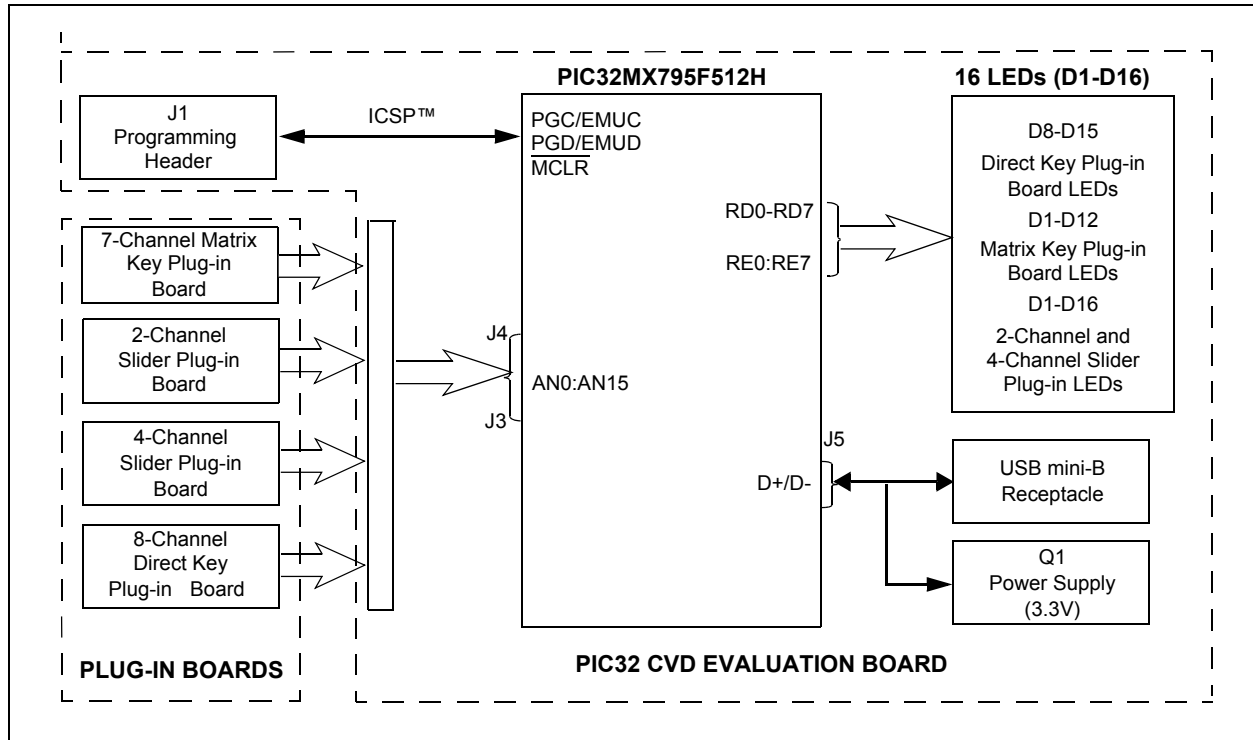 PIC32MX795F512H
16 LEDs (D1-D16)
J1
Programming
Header
ICSP™
PGC/EMUC
PGD/EMUD
MCLR
D8-D15
Direct Key Plug-in
Board LEDs
D1-D12
Matrix Key Plug-in
Board LEDs
D1-D16
2-Channel and
4-Channel Slider
Plug-in LEDs
RD0-RD7
RE0:RE7
7-Channel Matrix
Key Plug-in
Board
2-Channel
Slider Plug-in
Board
4-Channel
Slider Plug-in
Board
8-Channel
Direct Key
Plug-in Board
J4
AN0:AN15
J3
J5
D+/D-
USB mini-B
Receptacle
Q1
Power Supply
(3.3V)
PLUG-IN BOARDS
PIC32 CVD EVALUATION BOARD